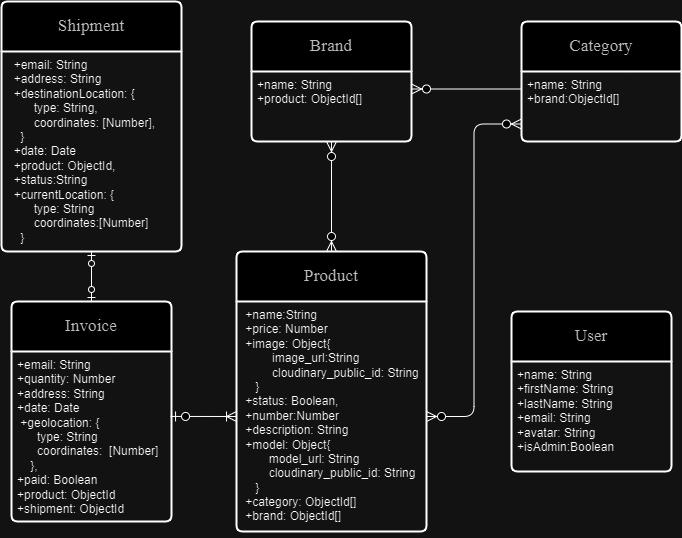 Shipment
+email: String
+address: String
+destinationLocation: {
type: String,
coordinates: [Number],
}
+date: Date
+product: ObjectId,
+status:String
+currentLocation: {
type: String
coordinates:[Number]
}
Brand
+name: String
+product: ObjectId[]
Category
+name: String
+brand:ObjectId[]
Invoice
+email: String
+quantity: Number
+address: String
+date: Date
+geolocation: {
type: String
coordinates: [Number]
},
+paid: Boolean
+product: ObjectId
+shipment: ObjectId
Product
+name:String
+price: Number
+image: Object{
image_url:String
cloudinary_public_id: String
}
+status: Boolean,
+number:Number
+description: String
+model: Object{
model_url: String
cloudinary_public_id: String
}
+category: ObjectId[]
+brand: ObjectId[]
User
+name: String
+firstName: String
+lastName: String
+email: String
+avatar: String
+isAdmin:Boolean